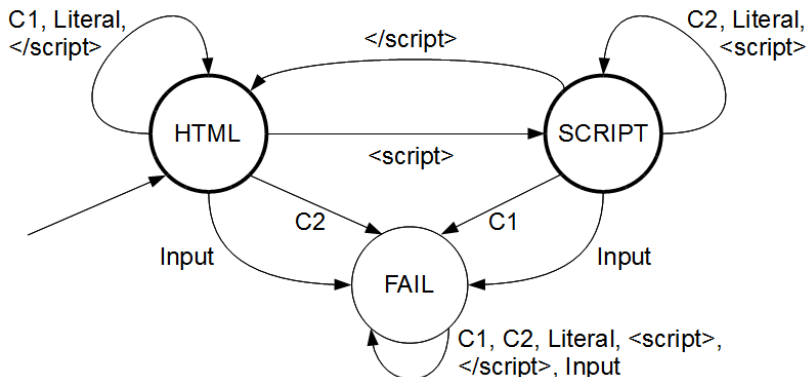 C1, Literal,
</script>
</script>
C2, Literal,
<script>
HTML
SCRIPT
<script>
C2
C1
Input
Input
FAIL
C1, C2, Literal, <script>,
</script>, Input